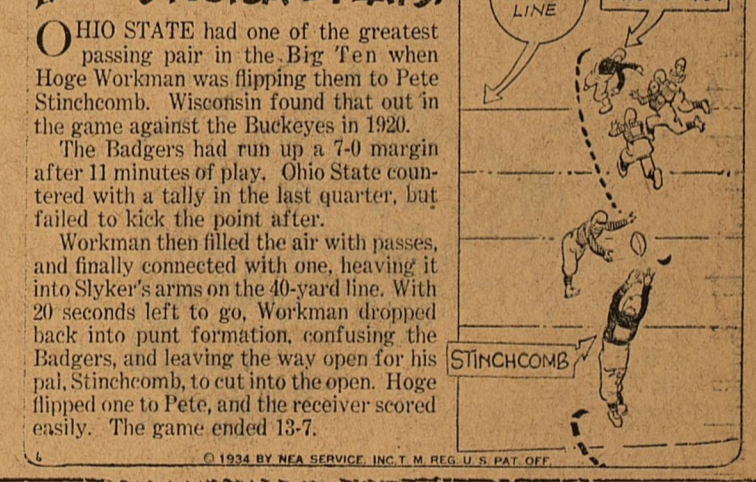 LINE
OHIO STATE had one of the greatest
passing pair in the Big Ten when
Hoge Workman was flipping them to Pete
Stinchcomb. Wisconsin found that out in
the game against the Buckeyes in 1920.
The Badgers had run up a 7-0 margin
after 11 minutes of play. Ohio State coun-
tered with a tally in the last quarter, but
failed to kick the point after.
Workman then filled the air with passes,
and finally connected with one, heaving it
into Slyker's arms on the 40-yard line. With
20 seconds left to go, Workman dropped
back into punt formation, confusing the
Badgers, and leaving the way open for his
pal, Stinchcomb, to cut into the open. Hoge
flipped one to Pete, and the receiver scored
easily. The game ended 13-7.
STINCHCOMB
6
© 1934 BY NEA SERVICE, INC. T. M. REG. U. S. PAT. OFF.